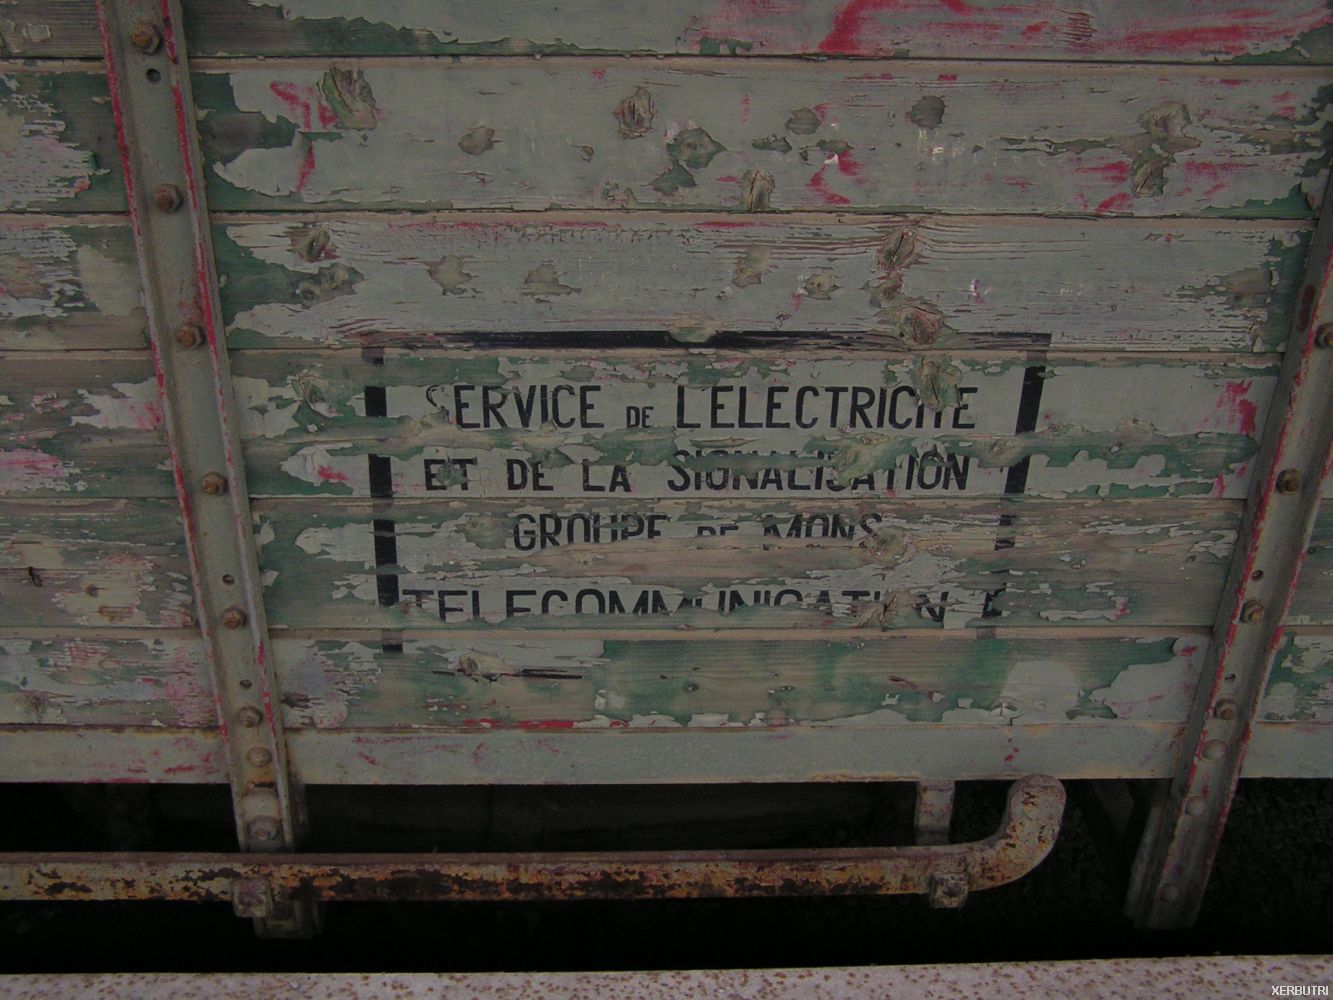 SERVICE DE L'ELECTRICITE
ET DE LA SIGNALISATION
GROUPE DE MONS
TELECOMMUNICATION
XERBUTRI